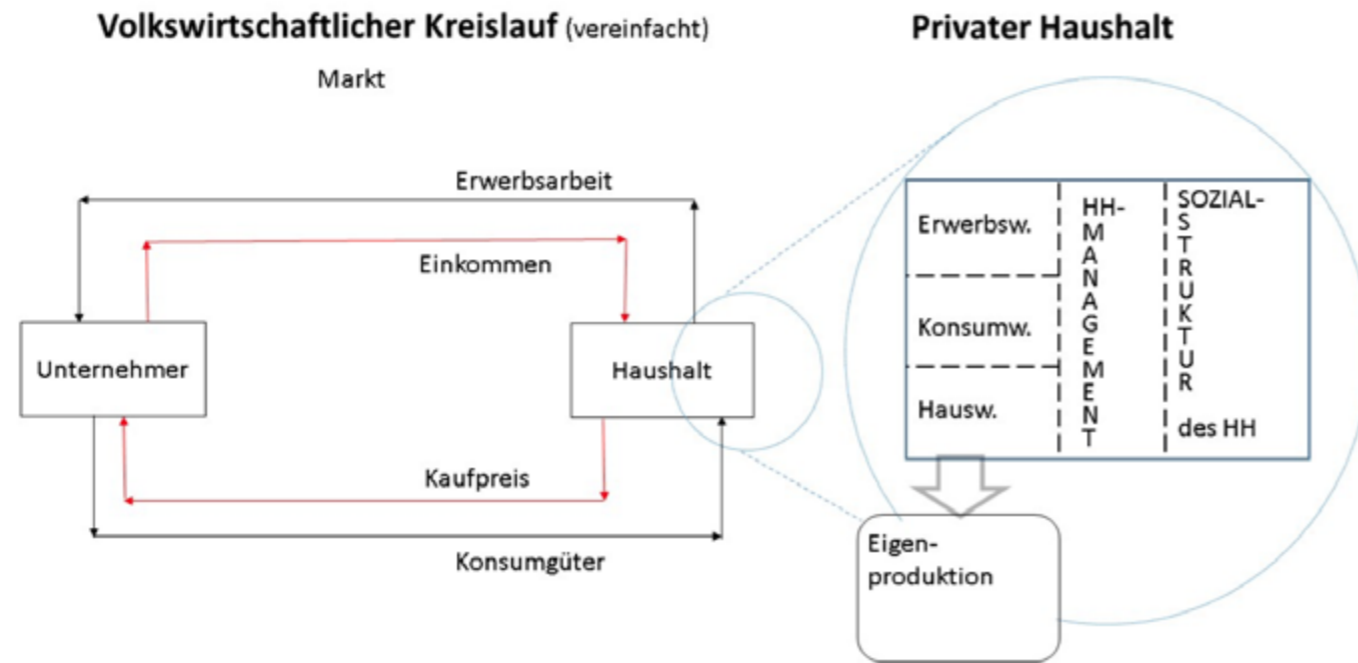 Volkswirtschaftlicher Kreislauf (vereinfacht)
Markt
Erwerbsarbeit
Einkommen
Unternehmer
Haushalt
Kaufpreis
Konsumgüter
Privater Haushalt
Erwerbsw.
Konsumw.
Hausw.
HH-
M
A
N
A
G
E
M
E
N
T
SOZIAL-
S
T
R
U
K
T
U
R
des HH
Eigen-
produktion